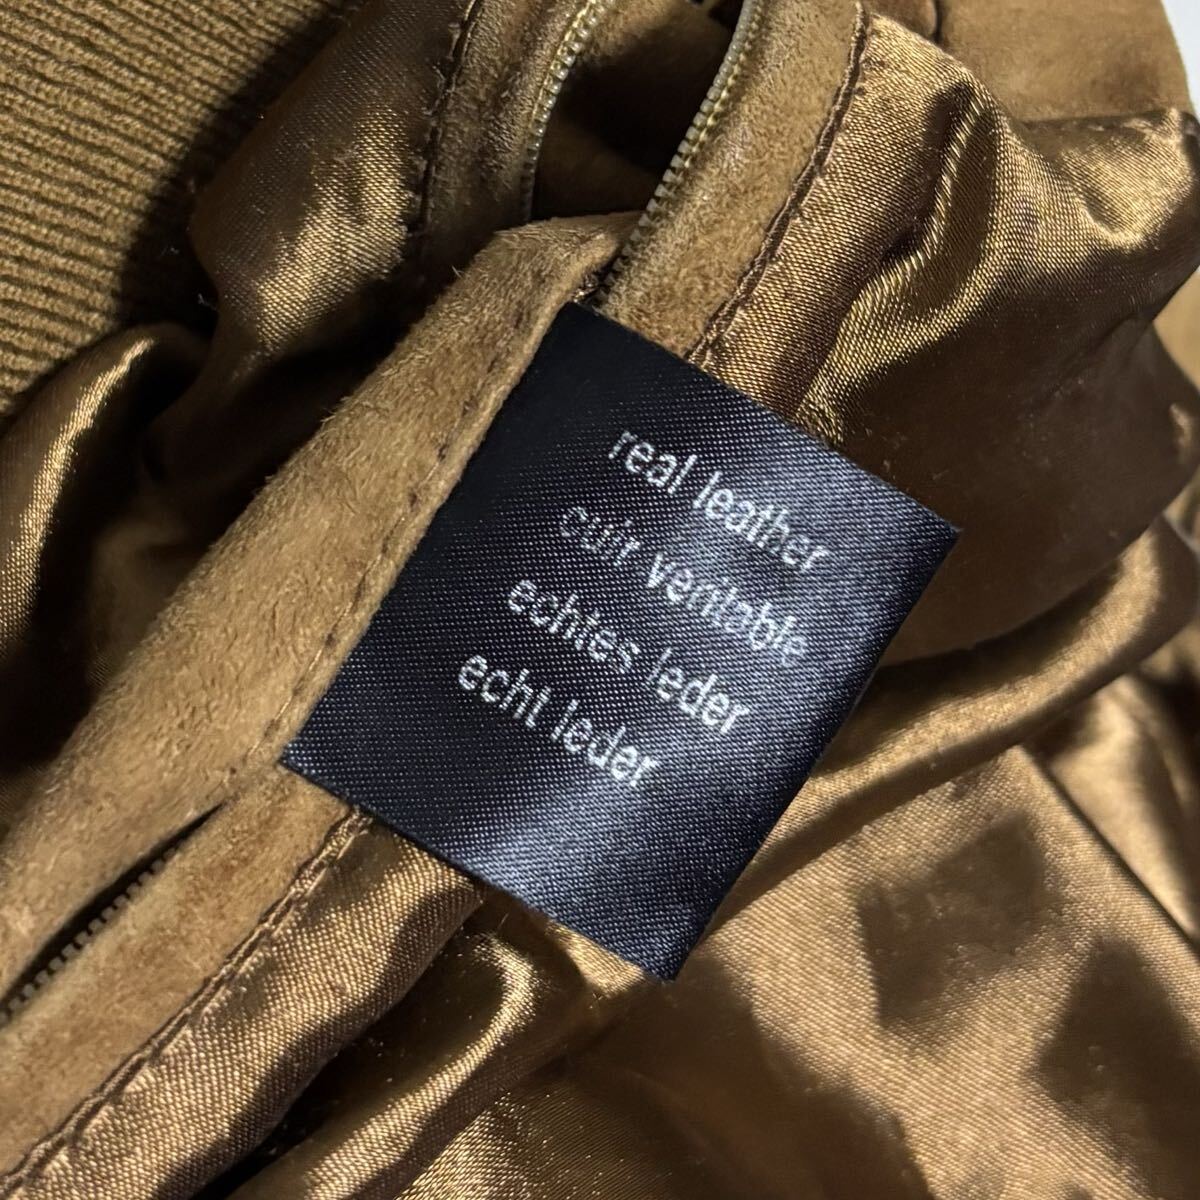 real leather
cuir veritable
echtes leder
echt leder